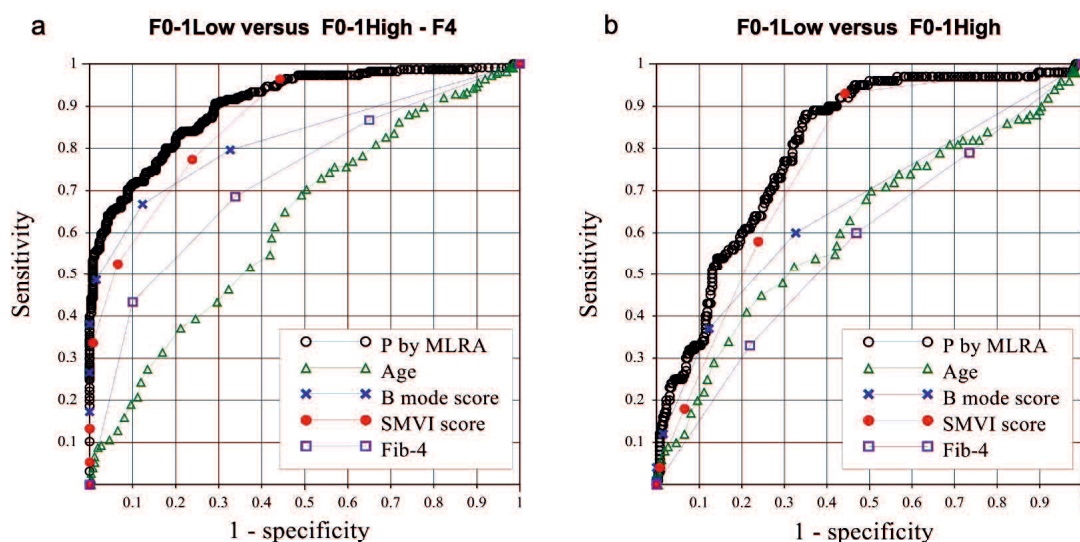 a
F0-1Low versus F0-1High - F4
Sensitivity
1
0.9
0.8
0.7
0.6
0.5
0.4
0.3
0.2
0.1
P by MLRA
Age
B mode score
SMVI score
Fib-4
0
0.1
0.2
0.3
0.4
0.5
0.6
0.7
0.8
0.9
1
1 - specificity
b
F0-1Low versus F0-1High
Sensitivity
1
0.9
0.8
0.7
0.6
0.5
0.4
0.3
0.2
0.1
P by MLRA
Age
B mode score
SMVI score
Fib-4
0.1
0.2
0.3
0.4
0.5
0.6
0.7
0.8
0.9
1
1 - specificity